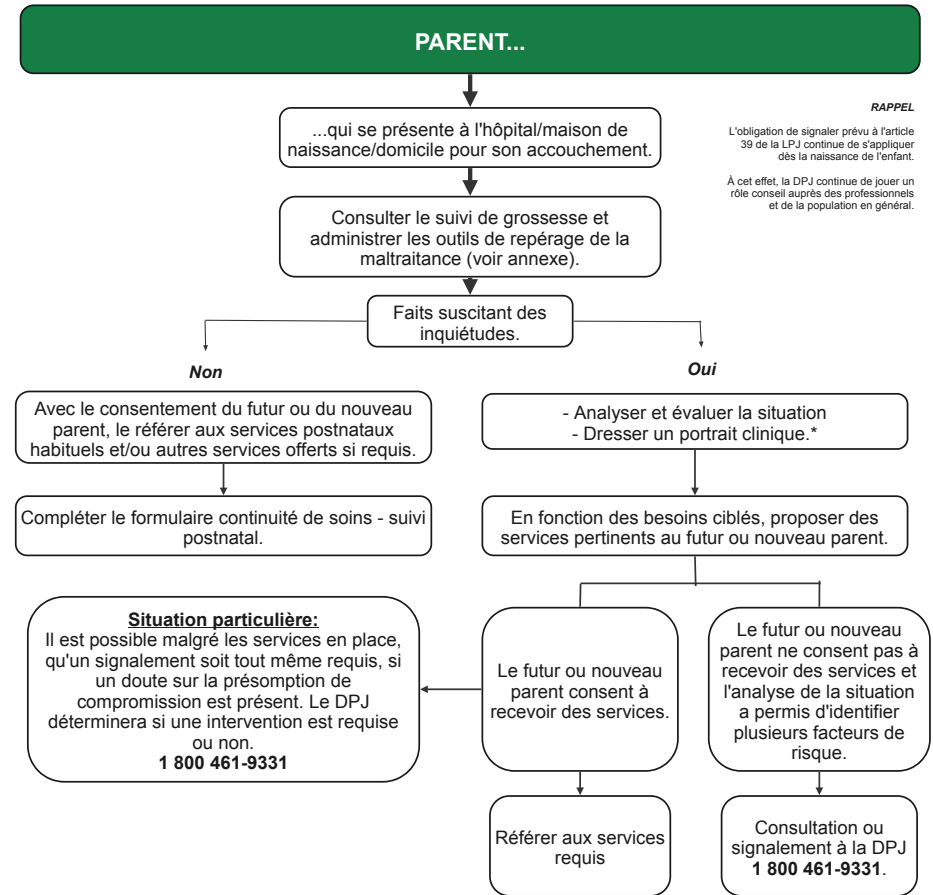 PARENT...
...qui se présente à l'hôpital/maison de
naissance/domicile pour son accouchement.
RAPPEL
L'obligation de signaler prévu à l'article
39 de la LPJ continue de s'appliquer
dès la naissance de l'enfant.
À cet effet, la DPJ continue de jouer un
rôle conseil auprès des professionnels
et de la population en général.
Consulter le suivi de grossesse et
administrer les outils de repérage de la
maltraitance (voir annexe).
Faits suscitant des
inquiétudes.
Non
Avec le consentement du futur ou du nouveau
parent, le référer aux services postnataux
habituels et/ou autres services offerts si requis.
Compléter le formulaire continuité de soins - suivi
postnatal.
Oui
- Analyser et évaluer la situation
- Dresser un portrait clinique.*
En fonction des besoins ciblés, proposer des
services pertinents au futur ou nouveau parent.
Situation particulière:
Il est possible malgré les services en place,
qu'un signalement soit tout même requis, si
un doute sur la présomption de
compromission est présent. Le DPJ
déterminera si une intervention est requise
ou non.
1 800 461-9331
Le futur ou nouveau
parent consent à
recevoir des services.
Le futur ou nouveau
parent ne consent pas à
recevoir des services et
l'analyse de la situation
a permis d'identifier
plusieurs facteurs de
risque.
Référer aux services
requis
Consultation ou
signalement à la DPJ
1 800 461-9331.